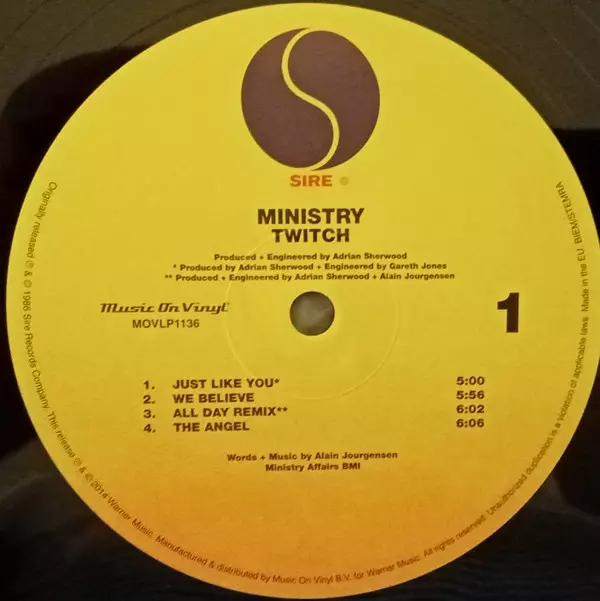 SIRE ®
MINISTRY
TWITCH
Produced + Engineered by Adrian Sherwood
* Produced by Adrian Sherwood + Engineered by Gareth Jones
** Produced + Engineered by Adrian Sherwood + Alain Jourgensen
Music On Vinyl
MOVLP1136
1
1. JUST LIKE YOU* 5:00
2. WE BELIEVE 5:56
3. ALL DAY REMIX** 6:02
4. THE ANGEL 6:06
Words + Music by Alain Jourgensen
Ministry Affairs BMI
Originally released ℗ & © 1986 Sire Records Company. This release ℗ & © 2014 Warner Music. Manufactured & distributed by Music On Vinyl B.V. for Warner Music. All rights reserved. Unauthorized duplication is a violation of applicable laws. Made in the EU. BIEM/STEMRA